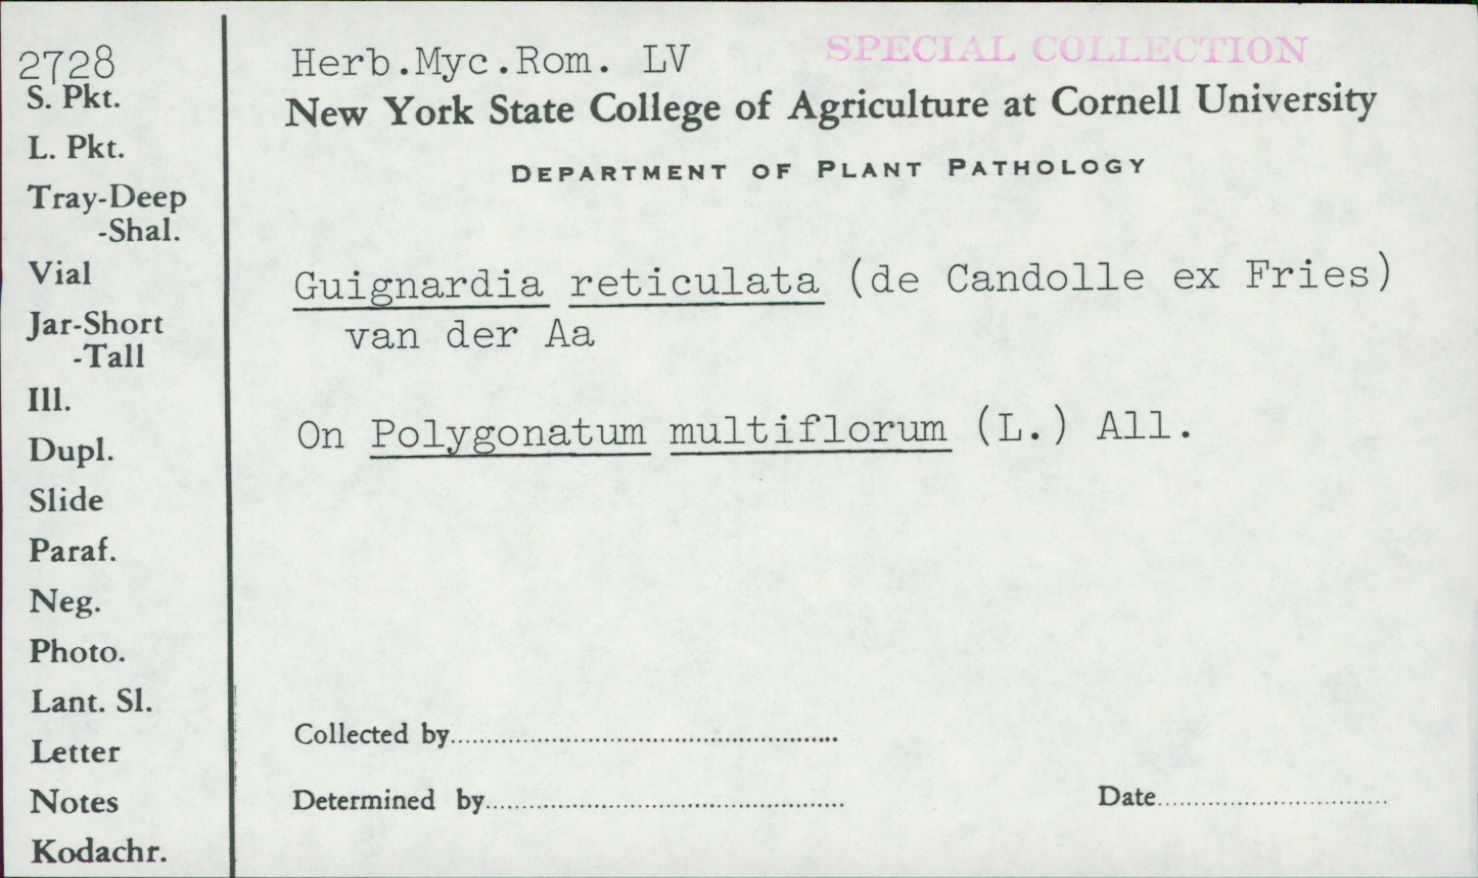 2728
S. Pkt.
L. Pkt.
Tray-Deep
-Shal.
Vial
Jar-Short
-Tall
Ill.
Dupl.
Slide
Paraf.
Neg.
Photo.
Lant. Sl.
Letter
Notes
Kodachr.
Herb.Myc.Rom. LV
SPECIAL COLLECTION
New York State College of Agriculture at Cornell University
DEPARTMENT OF PLANT PATHOLOGY
Guignardia reticulata (de Candolle ex Fries)
van der Aa
On Polygonatum multiflorum (L.) All.
Collected by
Determined by
Date